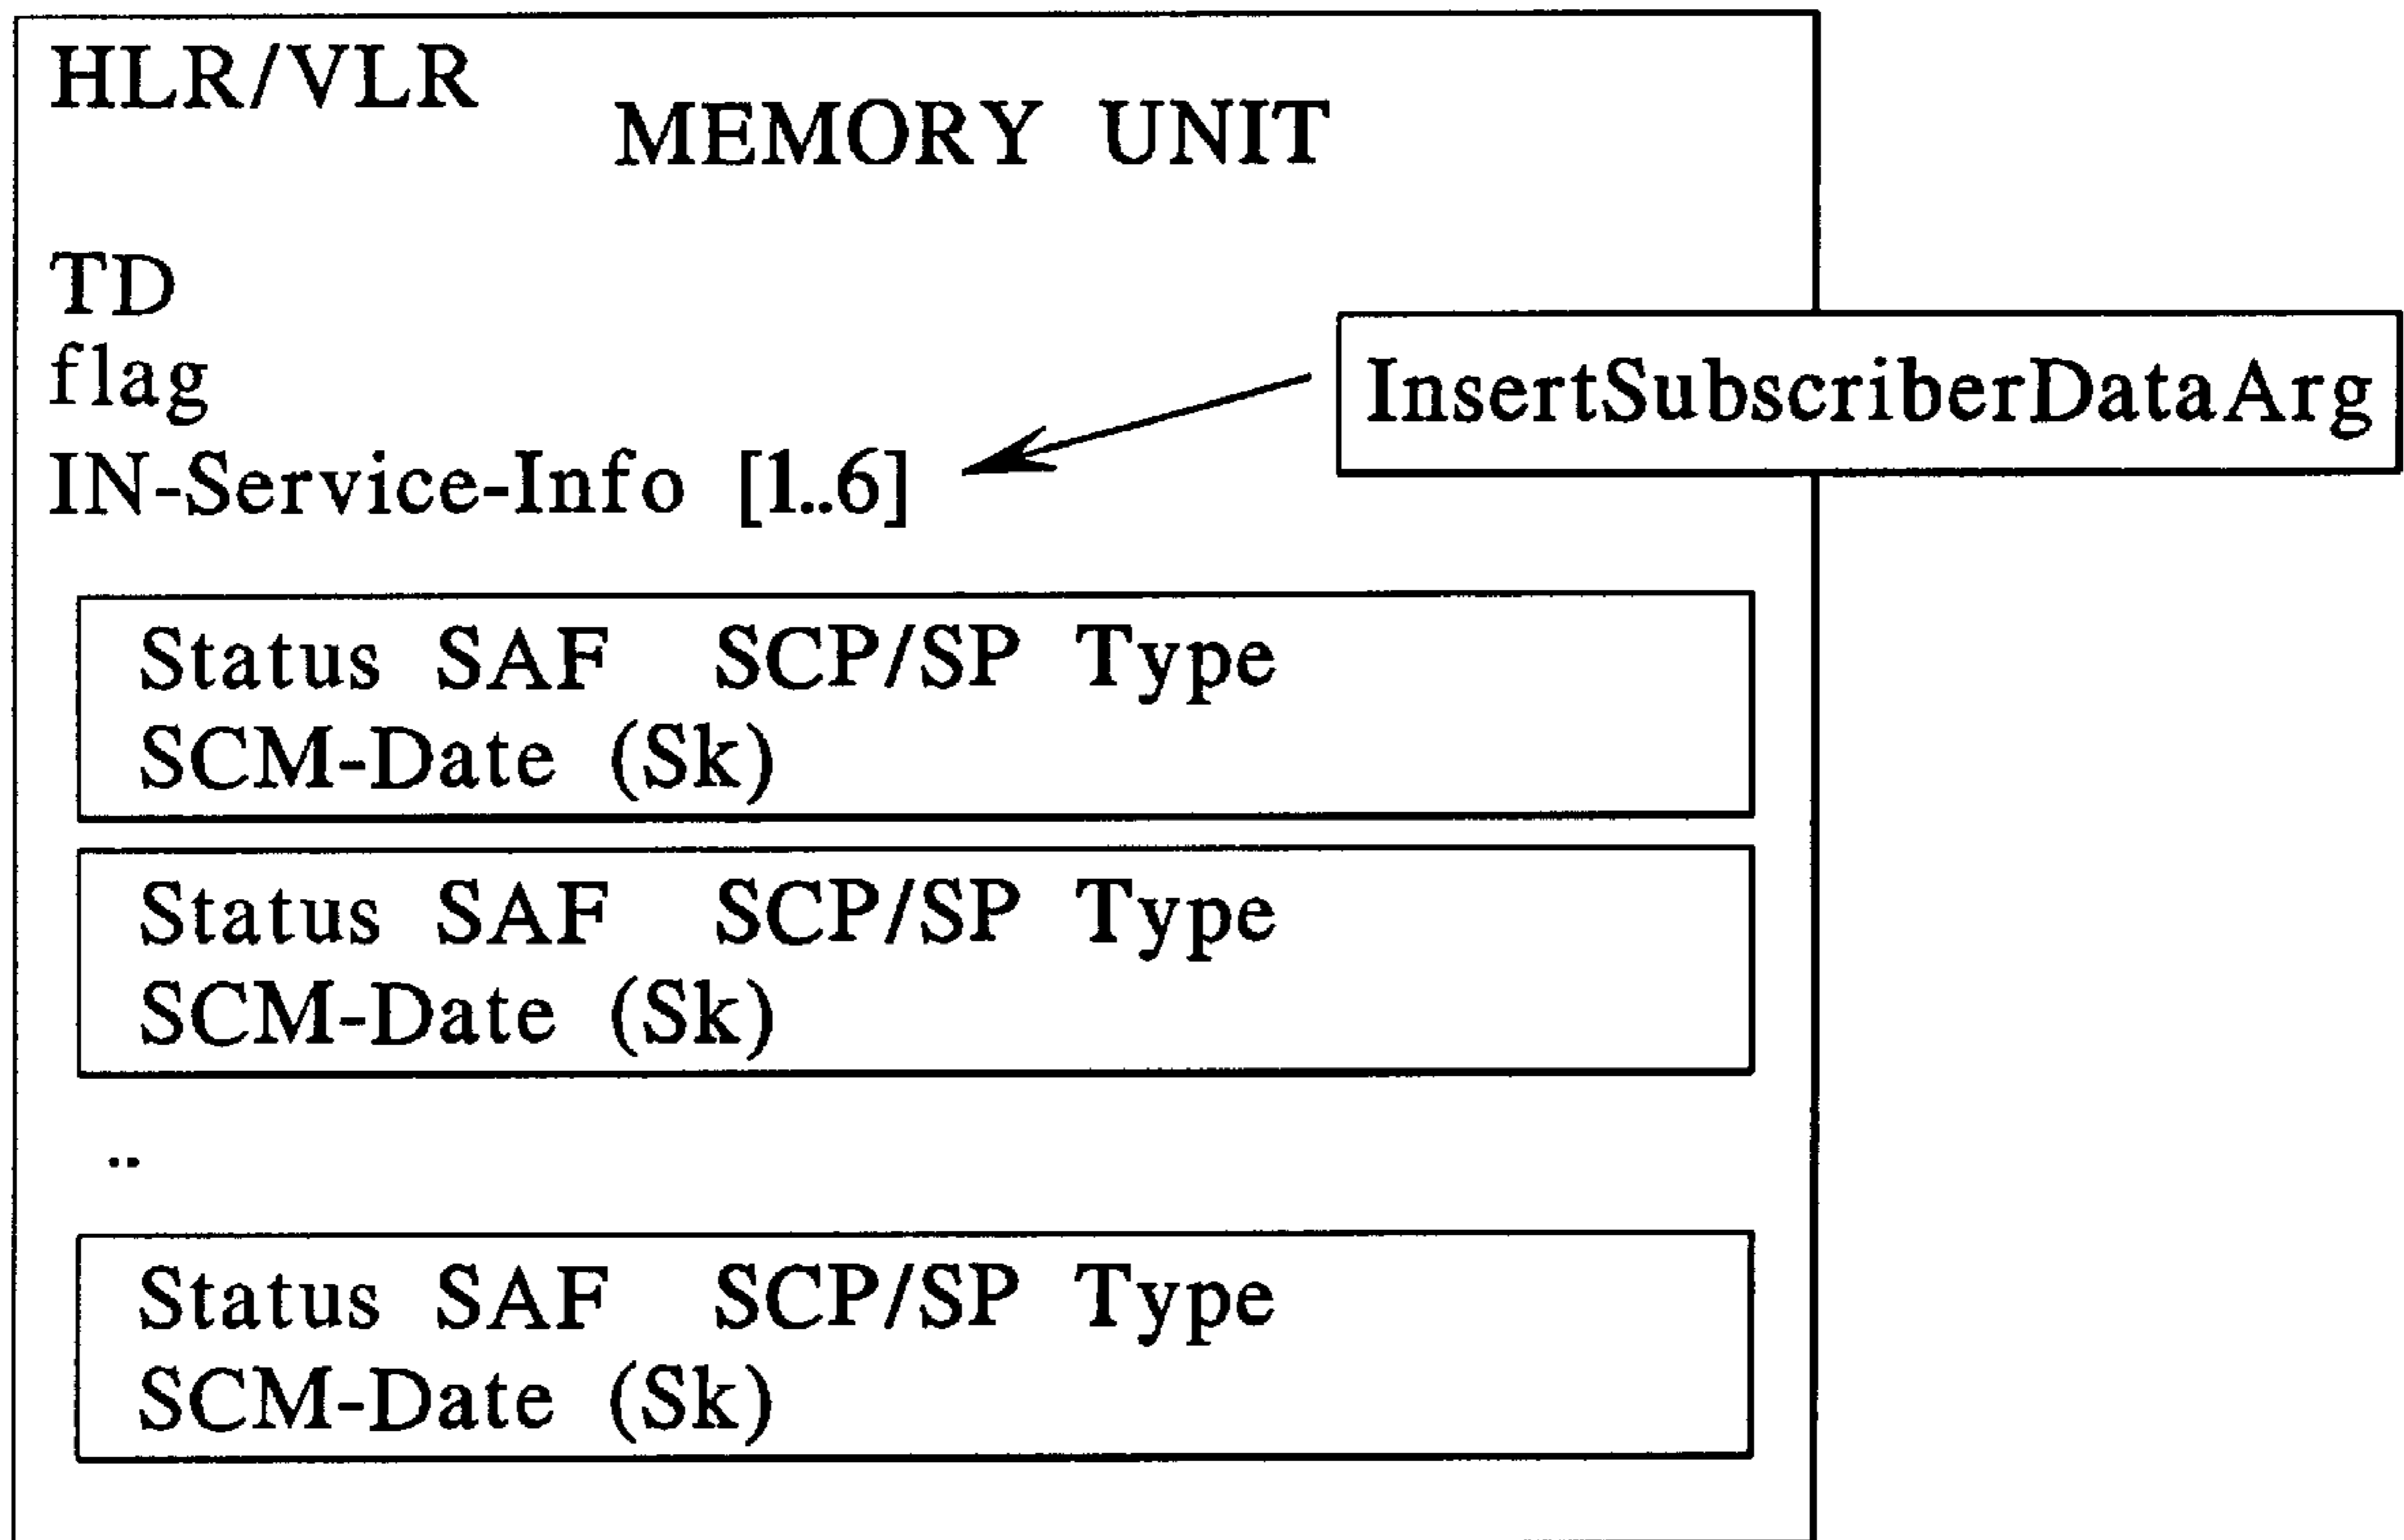 HLR/VLR
MEMORY UNIT
TD
flag
InsertSubscriberDataArg
IN-Service-Info [1..6]
Status SAF SCP/SP Type
SCM-Date (Sk)
Status SAF SCP/SP Type
SCM-Date (Sk)
..
Status SAF SCP/SP Type
SCM-Date (Sk)